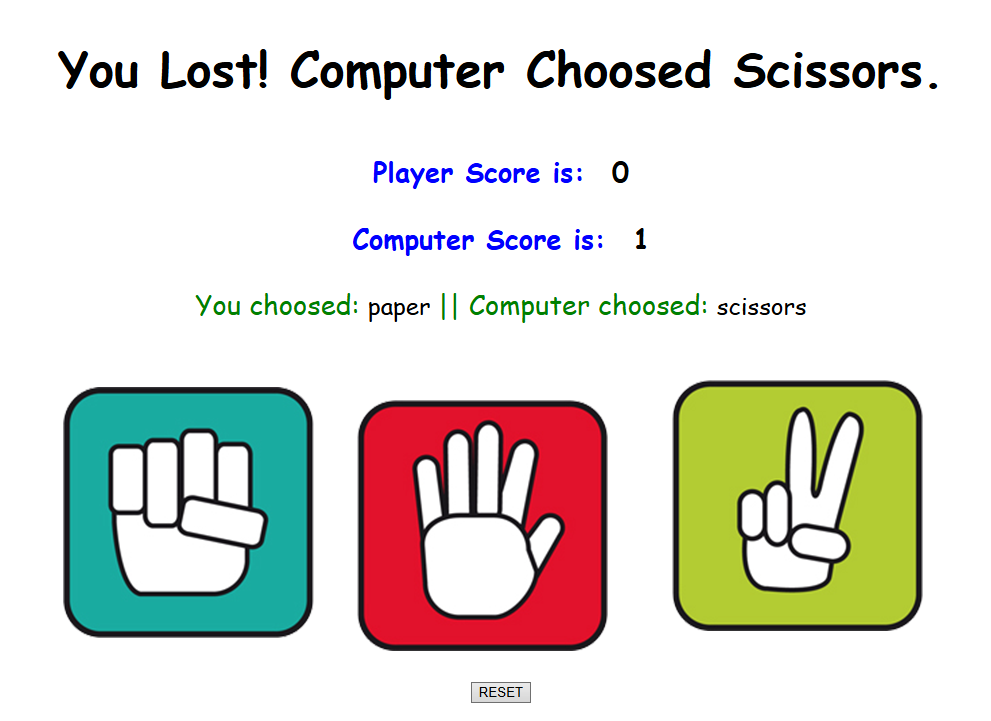 You Lost! Computer Choosed Scissors.
Player Score is: 0
Computer Score is: 1
You choosed: paper || Computer choosed: scissors
RESET